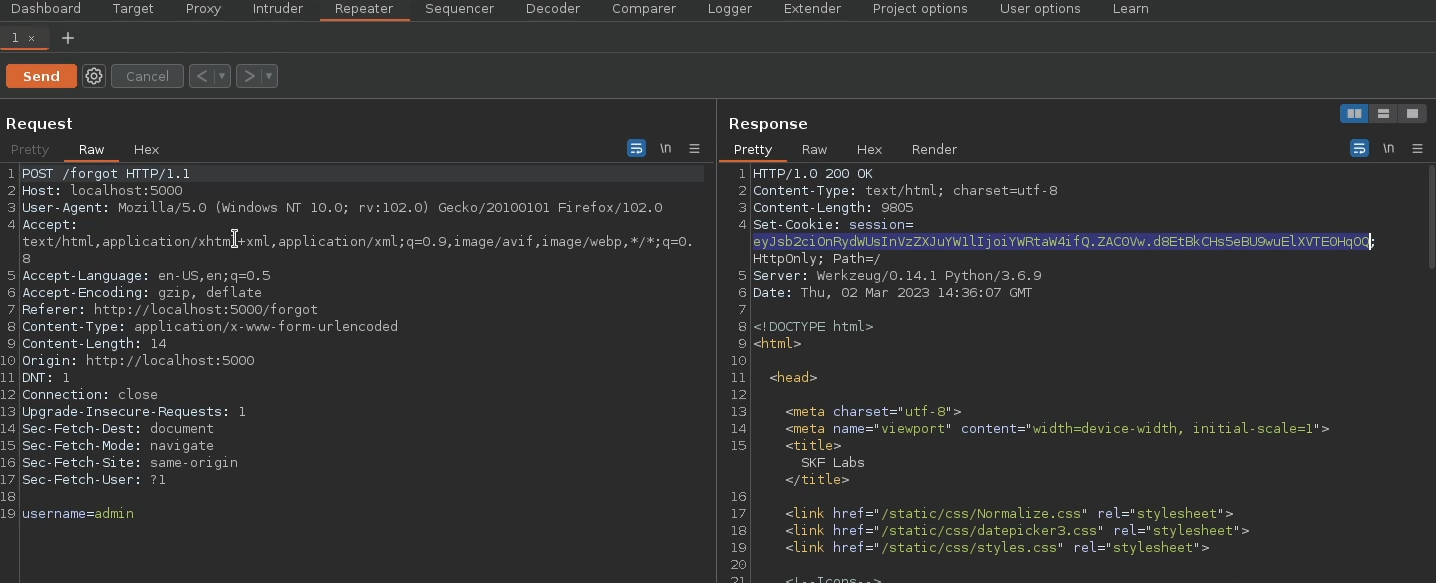 Dashboard Target Proxy Intruder Repeater Sequencer Decoder Comparer Logger Extender Project options User options Learn
1 × +
Send Cancel < ▾ > ▾
Request
Pretty Raw Hex \n ≡
1 POST /forgot HTTP/1.1
2 Host: localhost:5000
3 User-Agent: Mozilla/5.0 (Windows NT 10.0; rv:102.0) Gecko/20100101 Firefox/102.0
4 Accept:
text/html,application/xhtml+xml,application/xml;q=0.9,image/avif,image/webp,*/*;q=0.
8
5 Accept-Language: en-US,en;q=0.5
6 Accept-Encoding: gzip, deflate
7 Referer: http://localhost:5000/forgot
8 Content-Type: application/x-www-form-urlencoded
9 Content-Length: 14
10 Origin: http://localhost:5000
11 DNT: 1
12 Connection: close
13 Upgrade-Insecure-Requests: 1
14 Sec-Fetch-Dest: document
15 Sec-Fetch-Mode: navigate
16 Sec-Fetch-Site: same-origin
17 Sec-Fetch-User: ?1
18
19 username=admin
Response
Pretty Raw Hex Render \n ≡
1 HTTP/1.0 200 OK
2 Content-Type: text/html; charset=utf-8
3 Content-Length: 9805
4 Set-Cookie: session=
HttpOnly; Path=/
5 Server: Werkzeug/0.14.1 Python/3.6.9
6 Date: Thu, 02 Mar 2023 14:36:07 GMT
7
8 <!DOCTYPE html>
9 <html>
10
11 <head>
12
13 <meta charset="utf-8">
14 <meta name="viewport" content="width=device-width, initial-scale=1">
15 <title>
SKF Labs
</title>
16
17 <link href="/static/css/Normalize.css" rel="stylesheet">
18 <link href="/static/css/datepicker3.css" rel="stylesheet">
19 <link href="/static/css/styles.css" rel="stylesheet">
20
21 <!--Icons-->